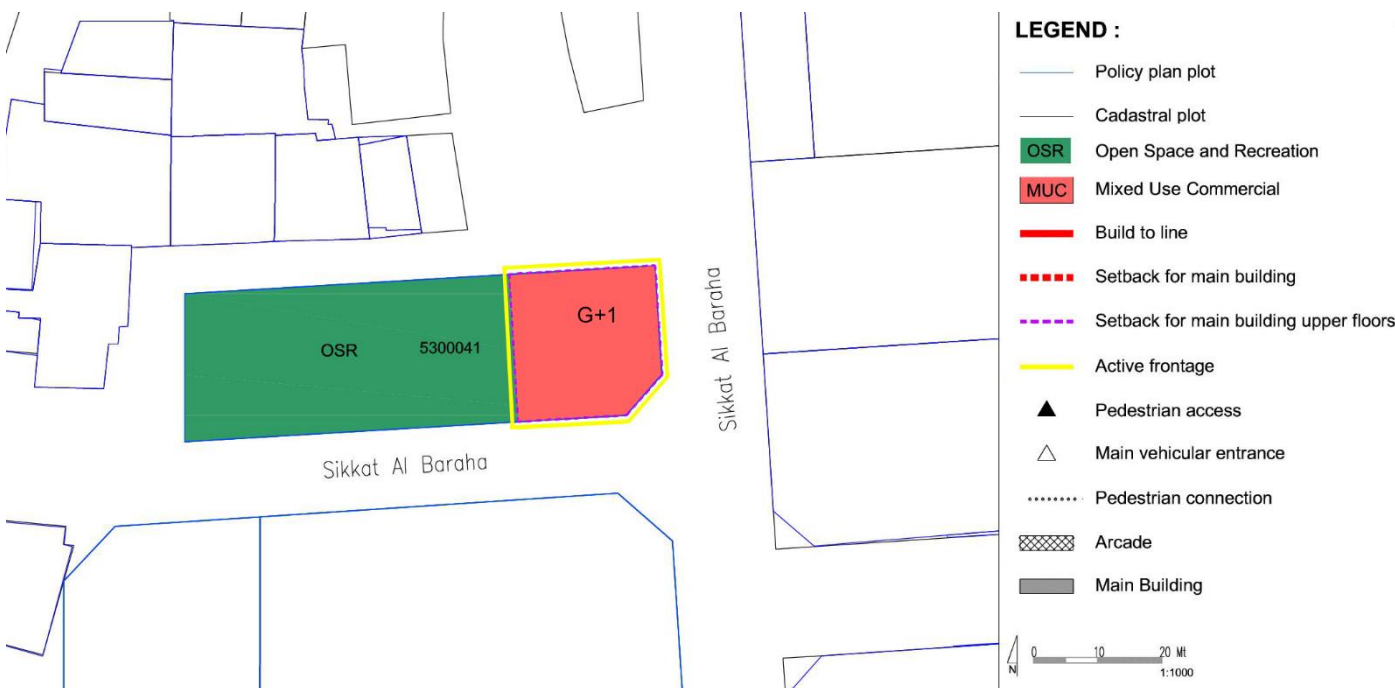 LEGEND :
Policy plan plot
Cadastral plot
OSR Open Space and Recreation
MUC Mixed Use Commercial
Build to line
Setback for main building
Setback for main building upper floors
Active frontage
Pedestrian access
Main vehicular entrance
Pedestrian connection
Arcade
Main Building
N
0 10 20 Mt
1:1000
G+1
OSR 5300041
Sikkat Al Baraha
Sikkat Al Baraha